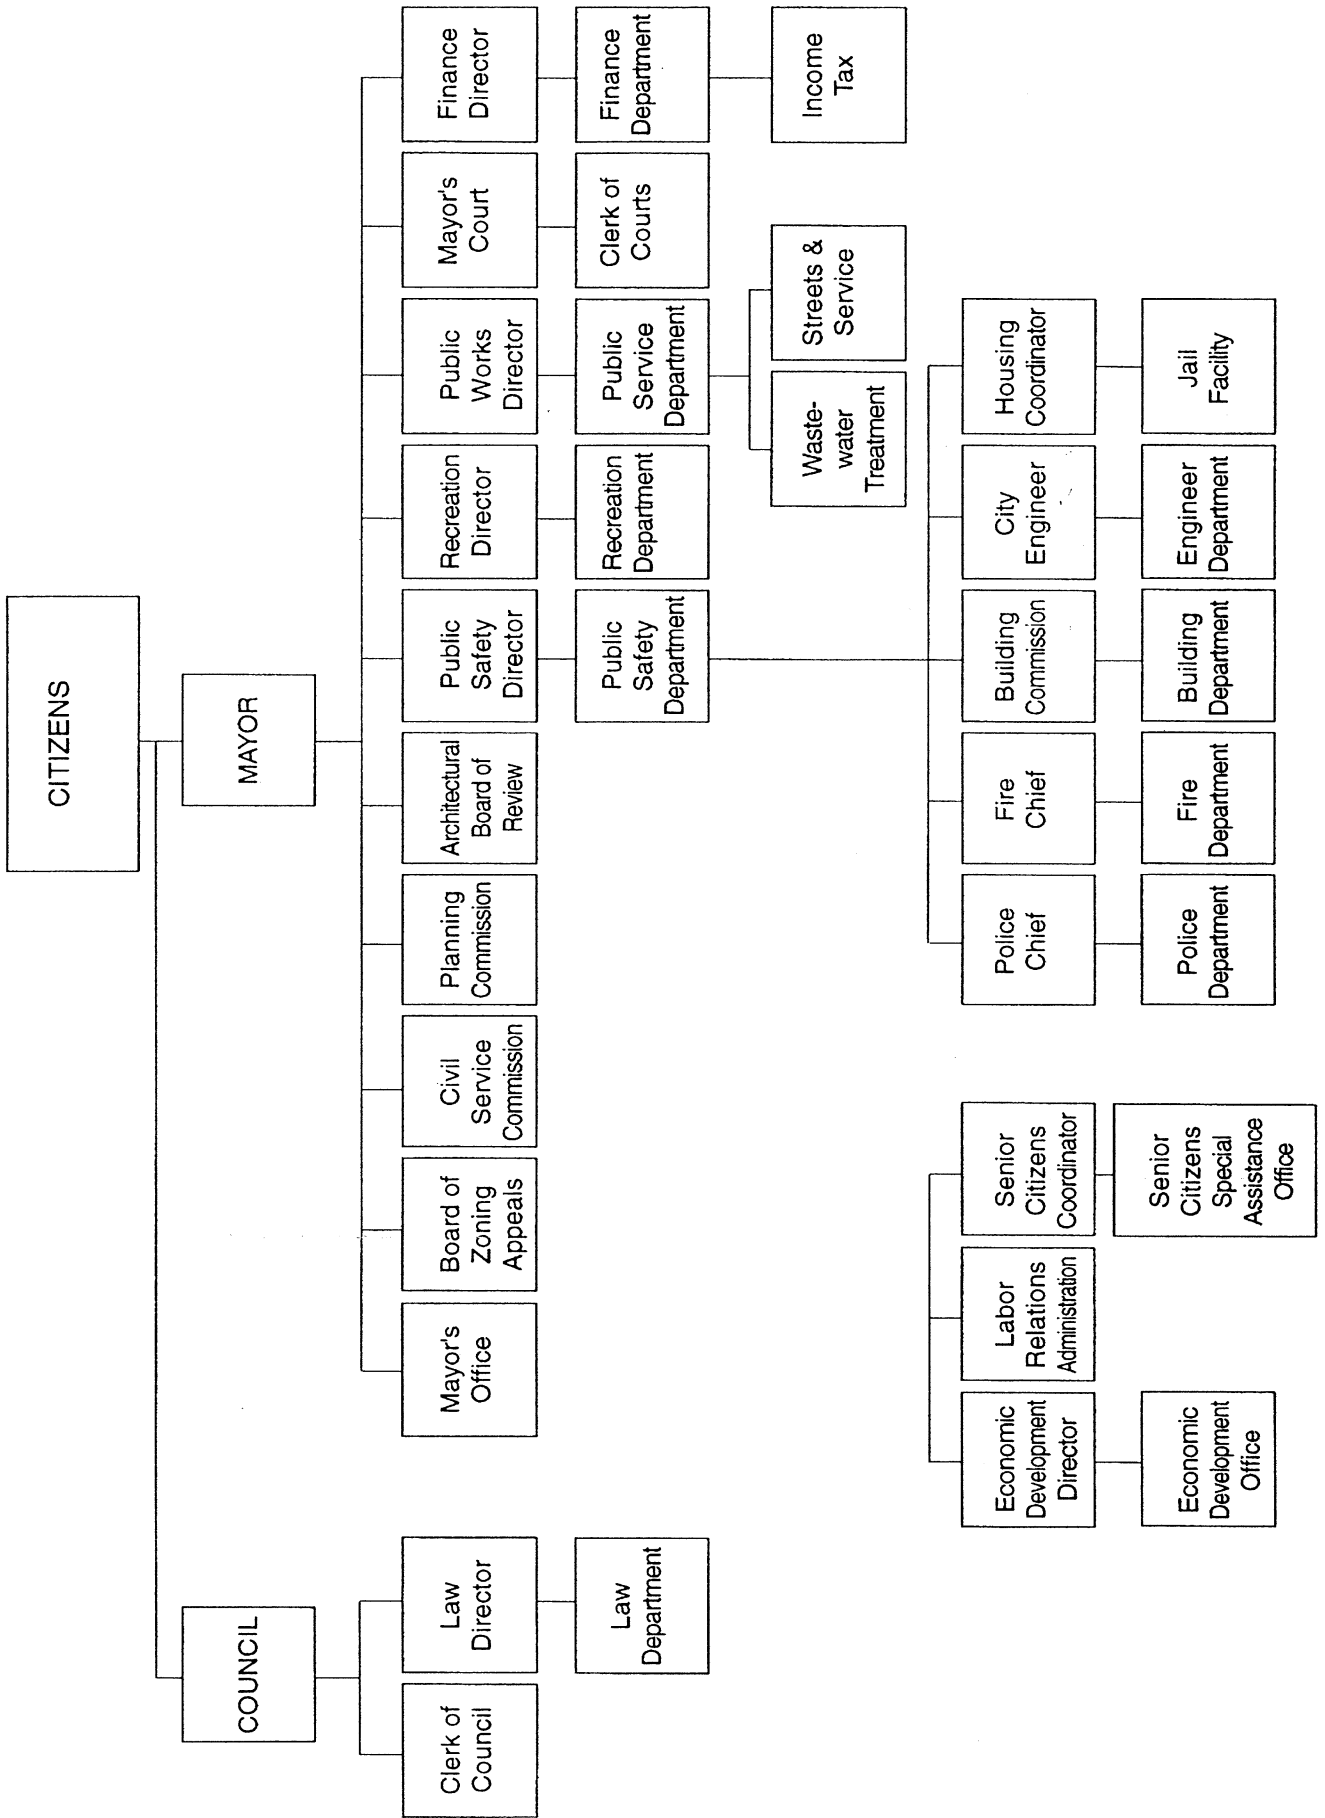 CITIZENS
COUNCIL
MAYOR
Clerk of
Council
Law
Director
Mayor's
Office
Board of
Zoning
Appeals
Civil
Service
Commission
Planning
Commission
Architectural
Board of
Review
Public
Safety
Director
Recreation
Director
Public
Works
Director
Mayor's
Court
Finance
Director
Law
Department
Public
Safety
Department
Recreation
Department
Public
Service
Department
Clerk of
Courts
Finance
Department
Waste-
water
Treatment
Streets &
Service
Income
Tax
Economic
Development
Director
Labor
Relations
Administration
Senior
Citizens
Coordinator
Police
Chief
Fire
Chief
Building
Commission
City
Engineer
Housing
Coordinator
Economic
Development
Office
Senior
Citizens
Special
Assistance
Office
Police
Department
Fire
Department
Building
Department
Engineer
Department
Jail
Facility